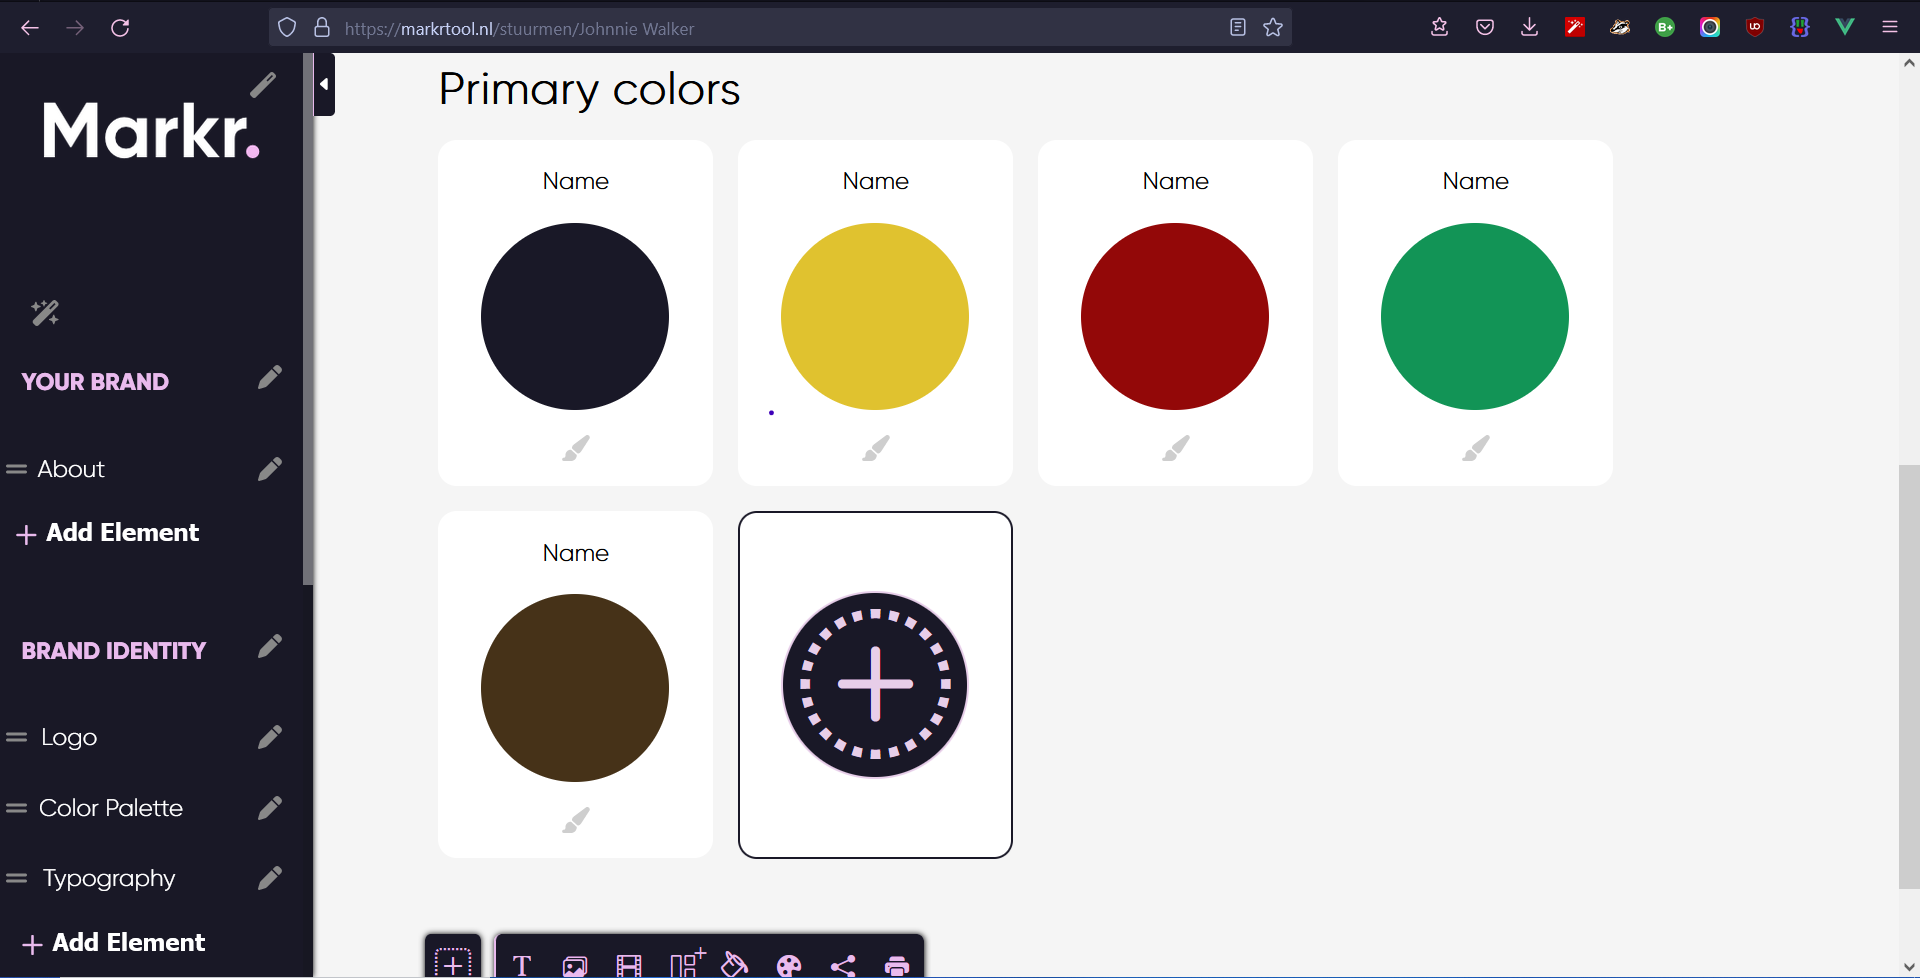 https://markrtool.nl/stuurmen/Johnnie Walker
Markr.
YOUR BRAND
About
+ Add Element
BRAND IDENTITY
Logo
Color Palette
Typography
+ Add Element
Primary colors
Name
Name
Name
Name
Name
B+
T